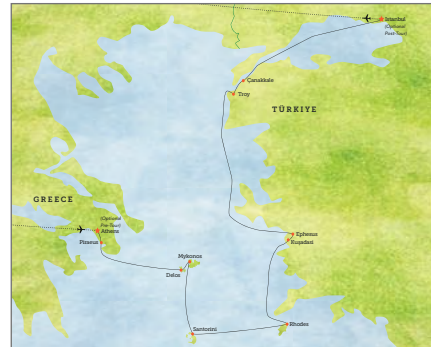 Istanbul
(Optional
Post-Tour)
Çanakkale
Troy
TÜRKIYE
GREECE
(Optional
Pre-Tour)
Athens
Piraeus
Ephesus
Kuşadasi
Mykonos
Delos
Santorini
Rhodes